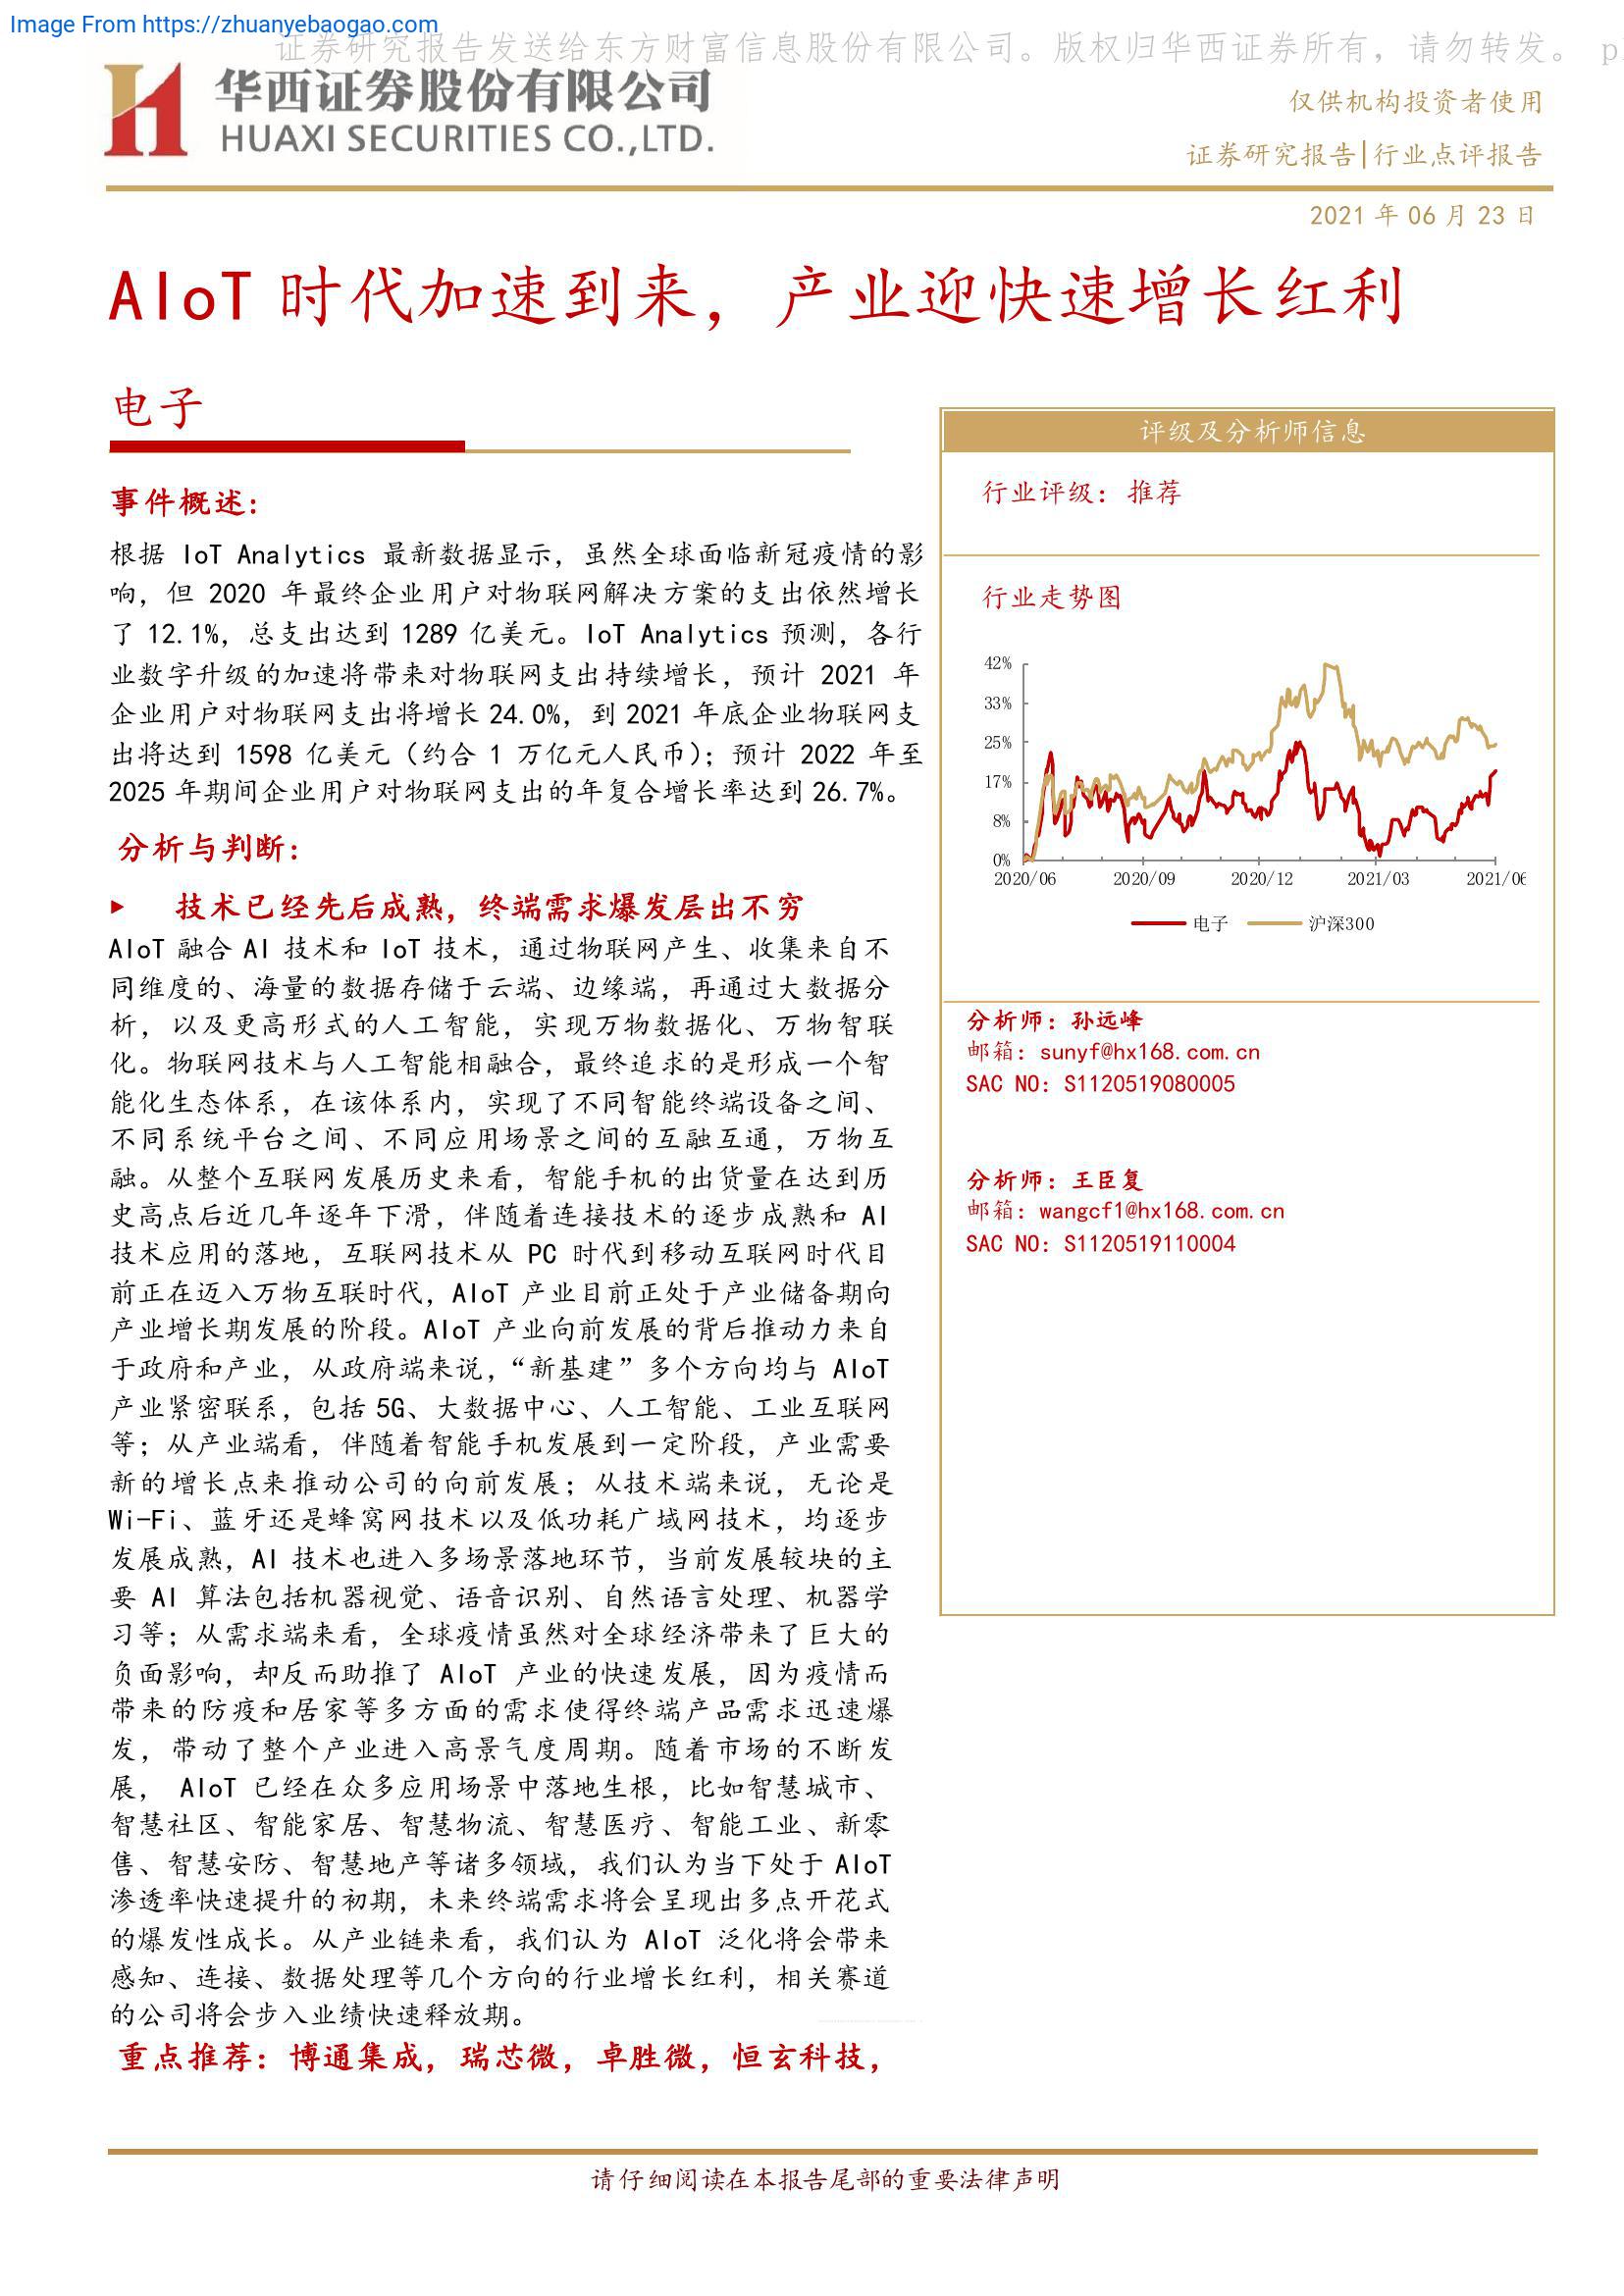 Image From https://zhuanyebaogao.com
证券研究报告发送给东方财富信息股份有限公司。版权归华西证券所有，请勿转发。 p
华西证券股份有限公司
HUAXI SECURITIES CO.,LTD.
仅供机构投资者使用
证券研究报告|行业点评报告
2021 年 06 月 23 日
AIoT 时代加速到来，产业迎快速增长红利
电子
事件概述：
根据 IoT Analytics 最新数据显示，虽然全球面临新冠疫情的影
响，但 2020 年最终企业用户对物联网解决方案的支出依然增长
了 12.1%，总支出达到 1289 亿美元。IoT Analytics 预测，各行
业数字升级的加速将带来对物联网支出持续增长，预计 2021 年
企业用户对物联网支出将增长 24.0%，到 2021 年底企业物联网支
出将达到 1598 亿美元（约合 1 万亿元人民币）；预计 2022 年至
2025 年期间企业用户对物联网支出的年复合增长率达到 26.7%。
分析与判断：
▶ 技术已经先后成熟，终端需求爆发层出不穷
AIoT 融合 AI 技术和 IoT 技术，通过物联网产生、收集来自不
同维度的、海量的数据存储于云端、边缘端，再通过大数据分
析，以及更高形式的人工智能，实现万物数据化、万物智联
化。物联网技术与人工智能相融合，最终追求的是形成一个智
能化生态体系，在该体系内，实现了不同智能终端设备之间、
不同系统平台之间、不同应用场景之间的互融互通，万物互
融。从整个互联网发展历史来看，智能手机的出货量在达到历
史高点后近几年逐年下滑，伴随着连接技术的逐步成熟和 AI
技术应用的落地，互联网技术从 PC 时代到移动互联网时代目
前正在迈入万物互联时代，AIoT 产业目前正处于产业储备期向
产业增长期发展的阶段。AIoT 产业向前发展的背后推动力来自
于政府和产业，从政府端来说，“新基建”多个方向均与 AIoT
产业紧密联系，包括 5G、大数据中心、人工智能、工业互联网
等；从产业端看，伴随着智能手机发展到一定阶段，产业需要
新的增长点来推动公司的向前发展；从技术端来说，无论是
Wi-Fi、蓝牙还是蜂窝网技术以及低功耗广域网技术，均逐步
发展成熟，AI 技术也进入多场景落地环节，当前发展较块的主
要 AI 算法包括机器视觉、语音识别、自然语言处理、机器学
习等；从需求端来看，全球疫情虽然对全球经济带来了巨大的
负面影响，却反而助推了 AIoT 产业的快速发展，因为疫情而
带来的防疫和居家等多方面的需求使得终端产品需求迅速爆
发，带动了整个产业进入高景气度周期。随着市场的不断发
展， AIoT 已经在众多应用场景中落地生根，比如智慧城市、
智慧社区、智能家居、智慧物流、智慧医疗、智能工业、新零
售、智慧安防、智慧地产等诸多领域，我们认为当下处于 AIoT
渗透率快速提升的初期，未来终端需求将会呈现出多点开花式
的爆发性成长。从产业链来看，我们认为 AIoT 泛化将会带来
感知、连接、数据处理等几个方向的行业增长红利，相关赛道
的公司将会步入业绩快速释放期。
重点推荐：博通集成，瑞芯微，卓胜微，恒玄科技，
评级及分析师信息
行业评级：推荐
行业走势图
42%
33%
25%
17%
8%
0%
2020/06 2020/09 2020/12 2021/03 2021/06
电子 沪深300
分析师：孙远峰
邮箱：sunyf@hx168.com.cn
SAC NO：S1120519080005
分析师：王臣复
邮箱：wangcf1@hx168.com.cn
SAC NO：S1120519110004
请仔细阅读在本报告尾部的重要法律声明